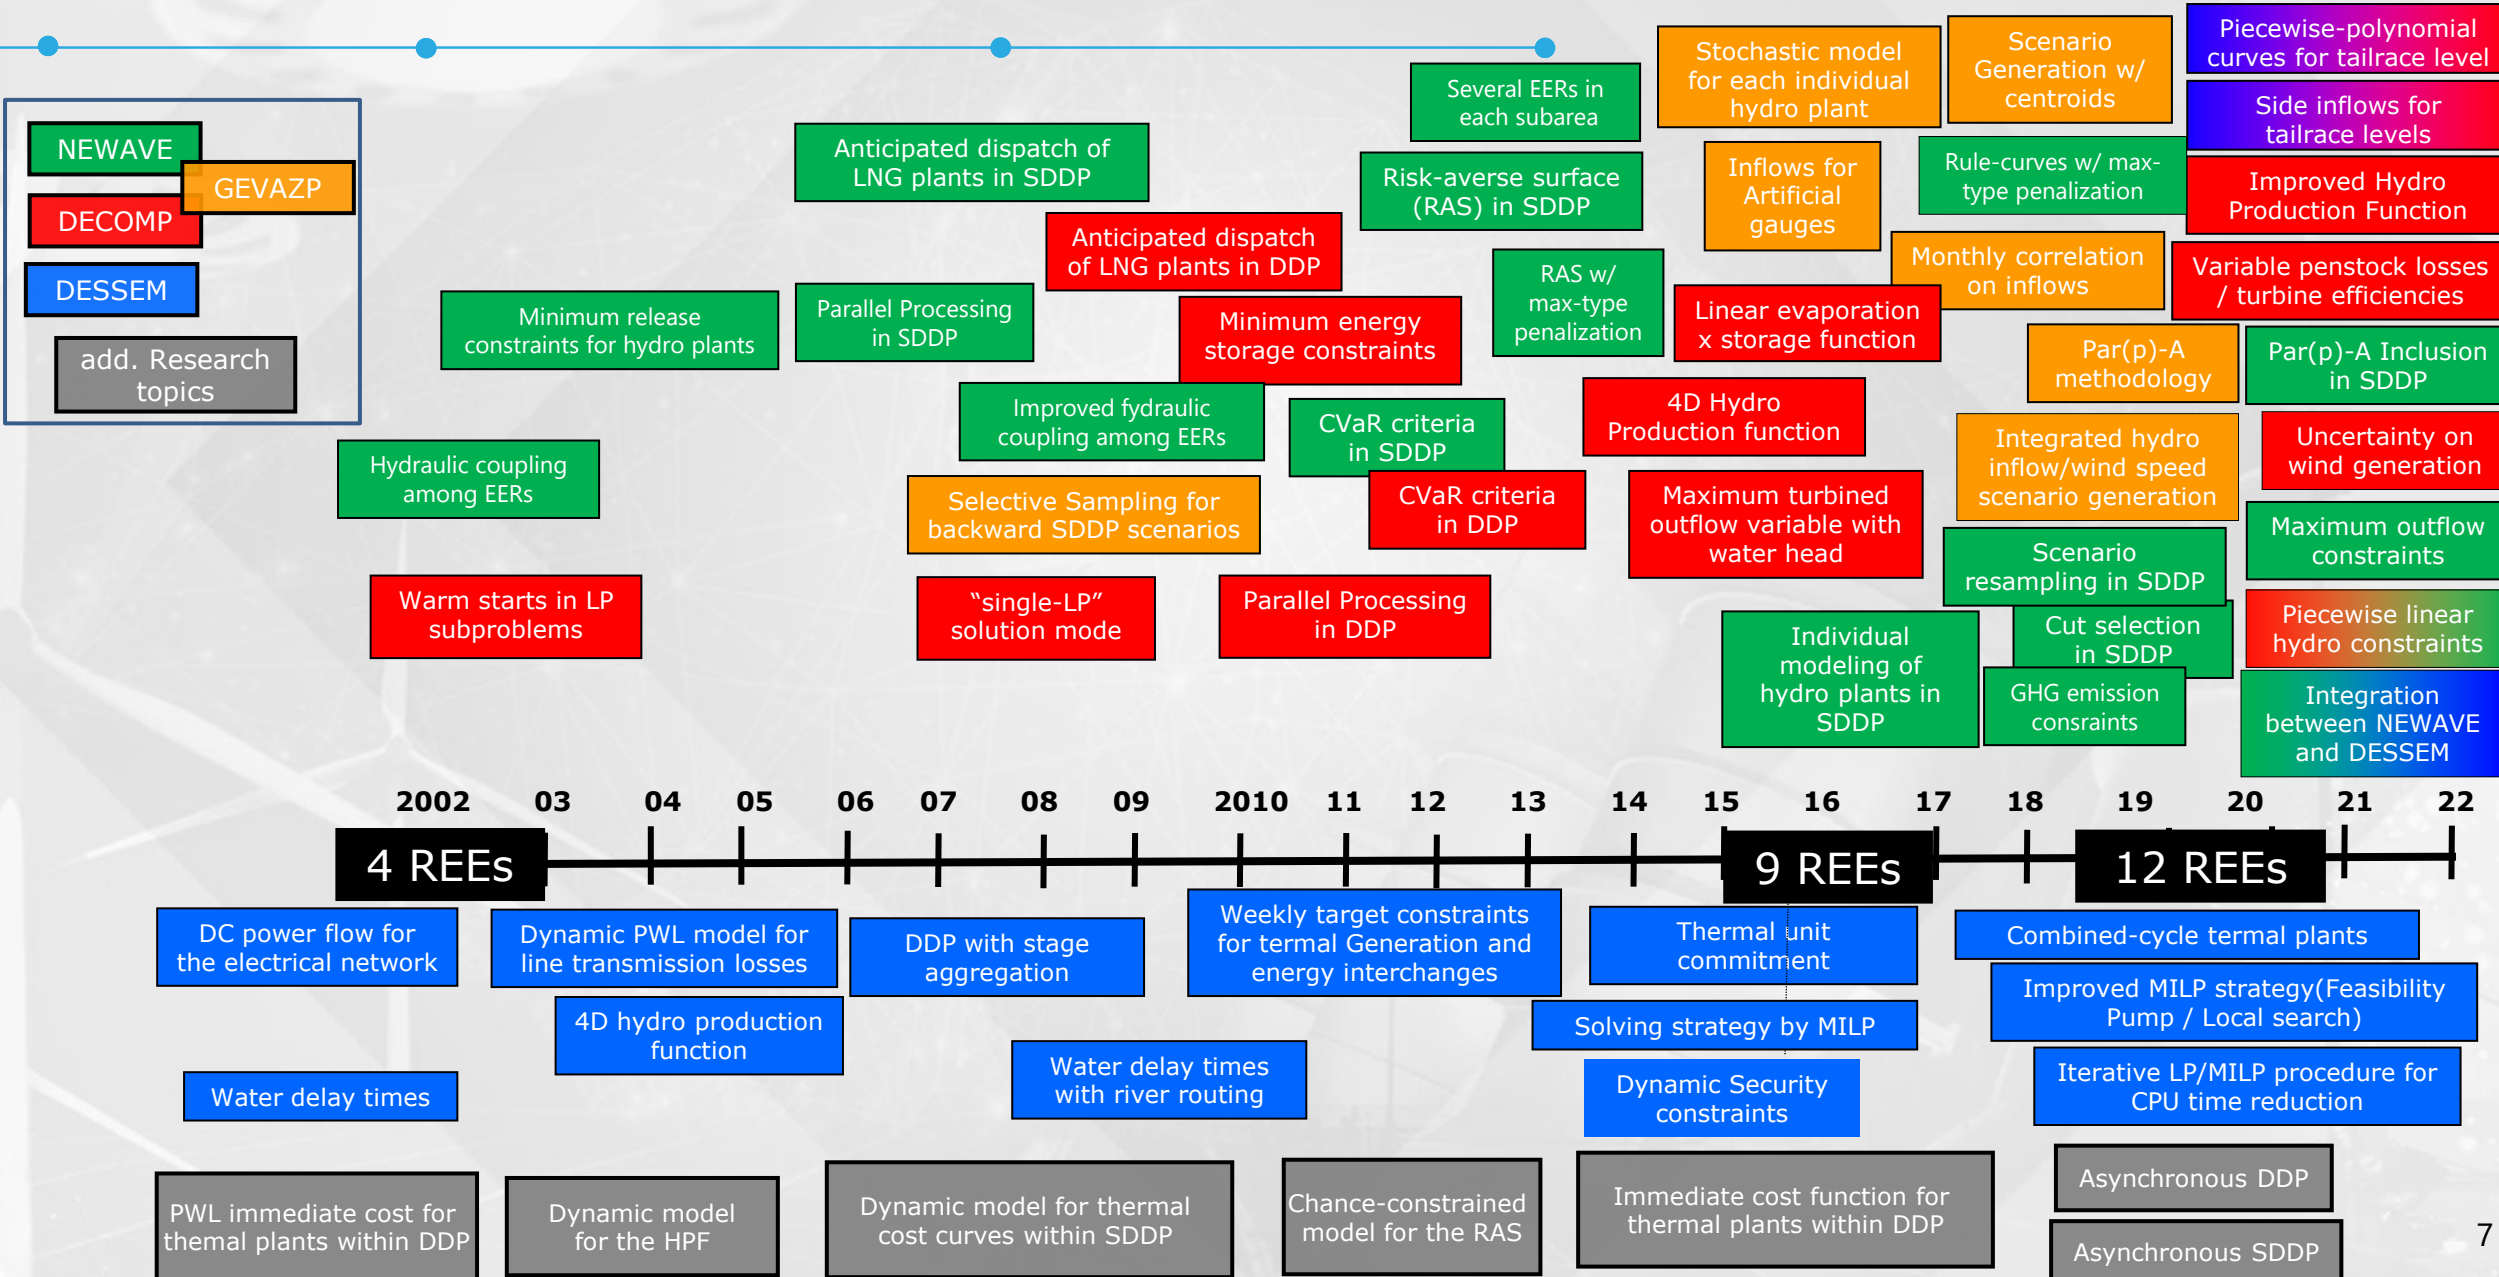 NEWAVE
GEVAZP
DECOMP
DESSEM
add. Research
topics
Minimum release
constraints for hydro plants
Hydraulic coupling
among EERs
Warm starts in LP
subproblems
Anticipated dispatch of
LNG plants in SDDP
Anticipated dispatch
of LNG plants in DDP
Parallel Processing
in SDDP
Minimum energy
storage constraints
Improved fydraulic
coupling among EERs
Selective Sampling for
backward SDDP scenarios
“single-LP”
solution mode
Parallel Processing
in DDP
Several EERs in
each subarea
Risk-averse surface
(RAS) in SDDP
RAS w/
max-type
penalization
CVaR criteria
in SDDP
CVaR criteria
in DDP
Stochastic model
for each individual
hydro plant
Inflows for
Artificial
gauges
Linear evaporation
x storage function
4D Hydro
Production function
Maximum turbined
outflow variable with
water head
Individual
modeling of
hydro plants in
SDDP
Scenario
Generation w/
centroids
Rule-curves w/ max-
type penalization
Monthly correlation
on inflows
Par(p)-A
methodology
Integrated hydro
inflow/wind speed
scenario generation
Scenario
resampling in SDDP
Cut selection
in SDDP
GHG emission
consraints
Piecewise-polynomial
curves for tailrace level
Side inflows for
tailrace levels
Improved Hydro
Production Function
Variable penstock losses
/ turbine efficiencies
Par(p)-A Inclusion
in SDDP
Uncertainty on
wind generation
Maximum outflow
constraints
Piecewise linear
hydro constraints
Integration
between NEWAVE
and DESSEM
2002 03 04 05 06 07 08 09 2010 11 12 13 14 15 16 17 18 19 20 21 22
4 REEs
9 REEs
12 REEs
DC power flow for
the electrical network
Water delay times
Dynamic PWL model for
line transmission losses
4D hydro production
function
DDP with stage
aggregation
Water delay times
with river routing
Weekly target constraints
for termal Generation and
energy interchanges
Thermal unit
commitment
Solving strategy by MILP
Dynamic Security
constraints
Combined-cycle termal plants
Improved MILP strategy(Feasibility
Pump / Local search)
Iterative LP/MILP procedure for
CPU time reduction
PWL immediate cost for
themal plants within DDP
Dynamic model
for the HPF
Dynamic model for thermal
cost curves within SDDP
Chance-constrained
model for the RAS
Immediate cost function for
thermal plants within DDP
Asynchronous DDP
Asynchronous SDDP
7